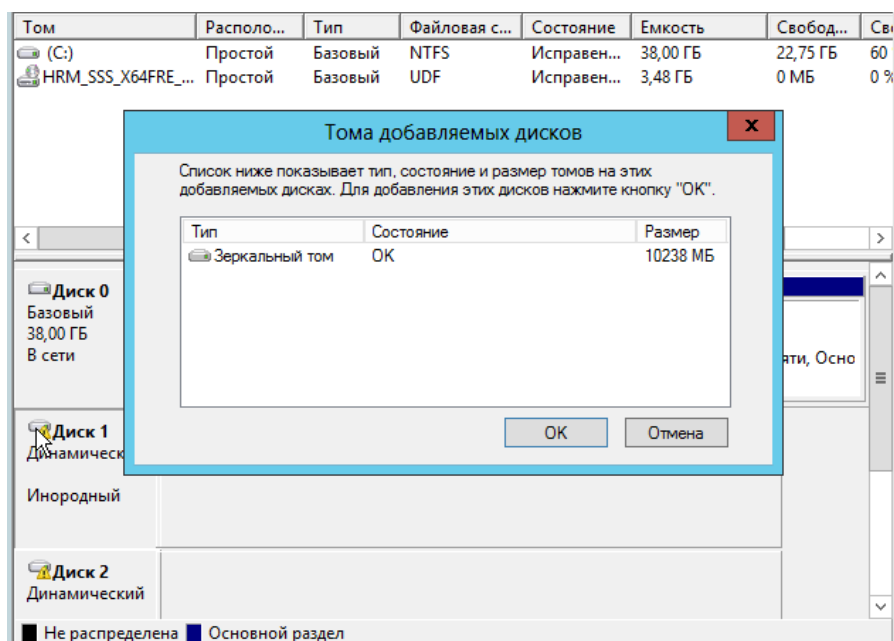 Том Располо... Тип Файловая с... Состояние Емкость Свобод... Сво
(C:) Простой Базовый NTFS Исправен... 38,00 ГБ 22,75 ГБ 60
HRM_SSS_X64FRE_... Простой Базовый UDF Исправен... 3,48 ГБ 0 МБ 0 %
Тома добавляемых дисков
x
Список ниже показывает тип, состояние и размер томов на этих
добавляемых дисках. Для добавления этих дисков нажмите кнопку "ОК".
Тип Состояние Размер
Зеркальный том ОК 10238 МБ
ОК Отмена
Диск 0
Базовый
38,00 ГБ
В сети
яти, Осно
Диск 1
Динамическ
Инородный
Диск 2
Динамический
Не распределена Основной раздел